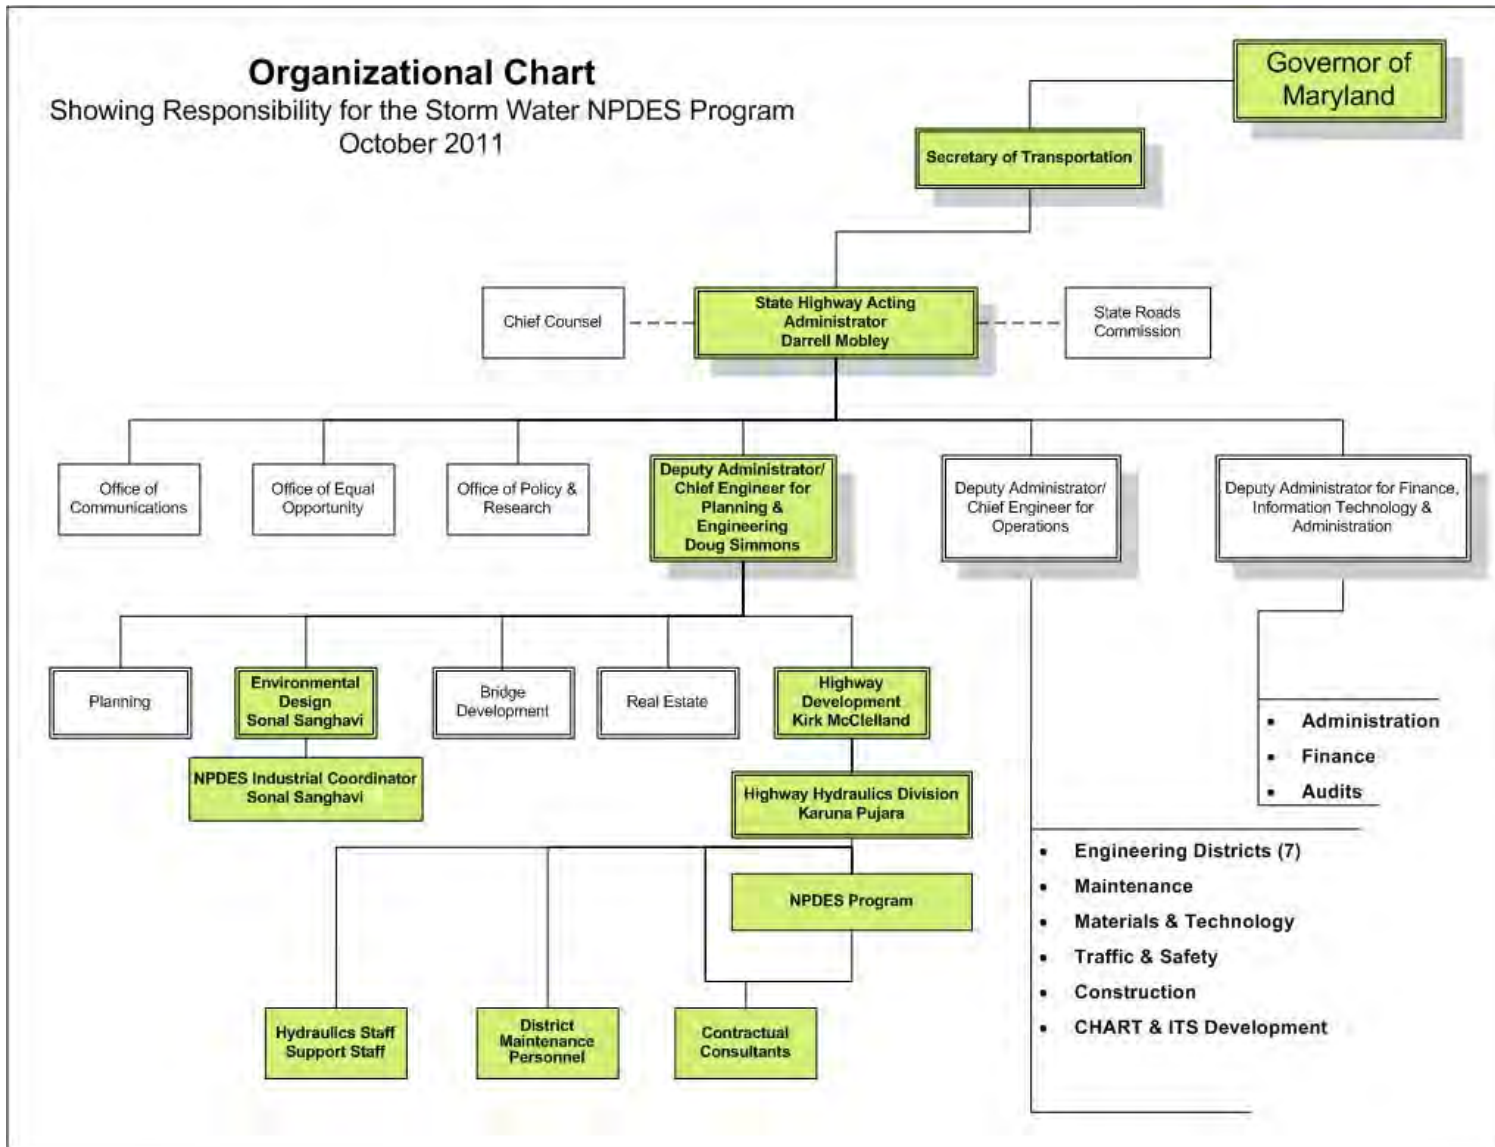 Organizational Chart
Showing Responsibility for the Storm Water NPDES Program
October 2011
Governor of
Maryland
Secretary of Transportation
Chief Counsel
State Highway Acting
Administrator
Darrell Mobley
State Roads
Commission
Office of
Communications
Office of Equal
Opportunity
Office of Policy &
Research
Deputy Administrator/
Chief Engineer for
Planning &
Engineering
Doug Simmons
Deputy Administrator/
Chief Engineer for
Operations
Deputy Administrator for Finance,
Information Technology &
Administration
Planning
Environmental
Design
Sonal Sanghavi
Bridge
Development
Real Estate
Highway
Development
Kirk McClelland
NPDES Industrial Coordinator
Sonal Sanghavi
Highway Hydraulics Division
Karuna Pujara
• Administration
• Finance
• Audits
NPDES Program
• Engineering Districts (7)
• Maintenance
• Materials & Technology
• Traffic & Safety
• Construction
• CHART & ITS Development
Hydraulics Staff
Support Staff
District
Maintenance
Personnel
Contractual
Consultants